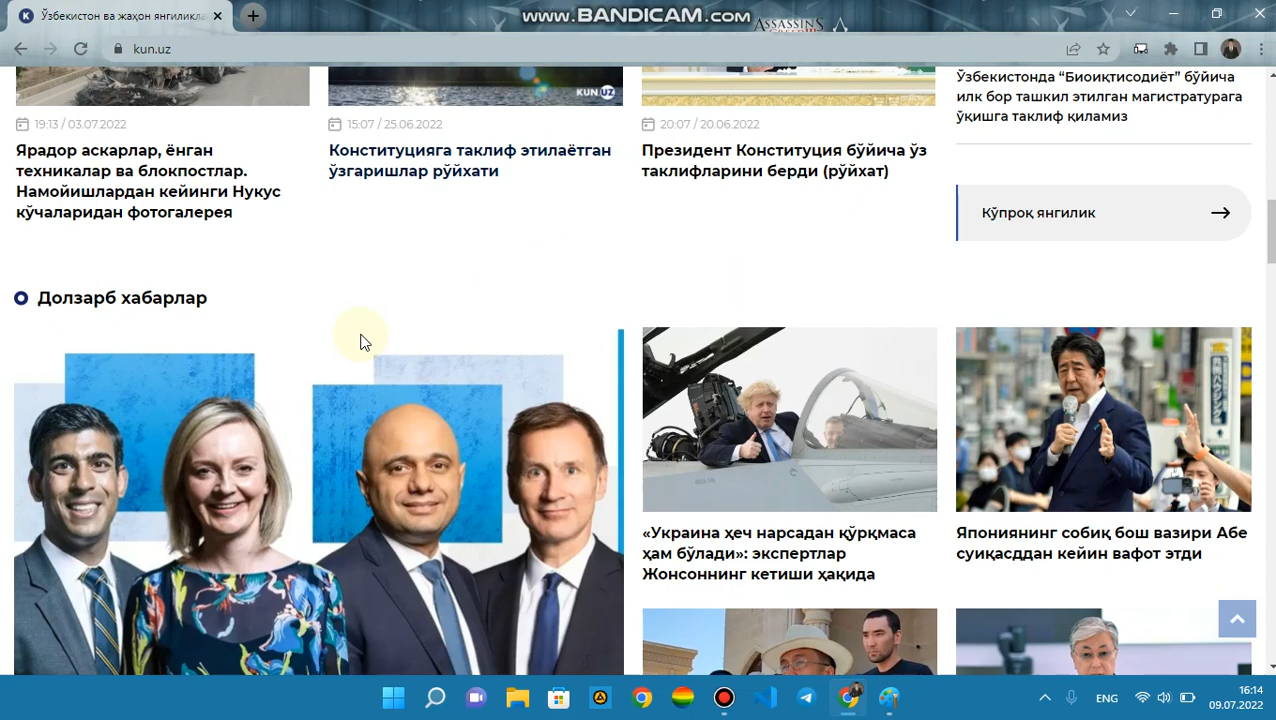 Ўзбекистон ва жаҳон янгиликла
www.BANDICAM.com
ASSASSINS
kun.uz
KUN UZ
19:13 / 03.07.2022
Ярадор аскарлар, ёнган
техникалар ва блокпостлар.
Намойишлардан кейинги Нукус
кўчаларидан фотогалерея
15:07 / 25.06.2022
Конституцияга таклиф этилаётган
ўзгаришлар рўйхати
20:07 / 20.06.2022
Президент Конституция бўйича ўз
таклифларини берди (рўйхат)
Ўзбекистонда “Биоиқтисодиёт” бўйича
илк бор ташкил этилган магистратурага
ўқишга таклиф қиламиз
Кўпроқ янгилик
Долзарб хабарлар
«Украина ҳеч нарсадан қўрқмаса
ҳам бўлади»: экспертлар
Жонсоннинг кетиши ҳақида
Япониянинг собиқ бош вазири Абе
суиқасддан кейин вафот этди
ENG
16:14
09.07.2022